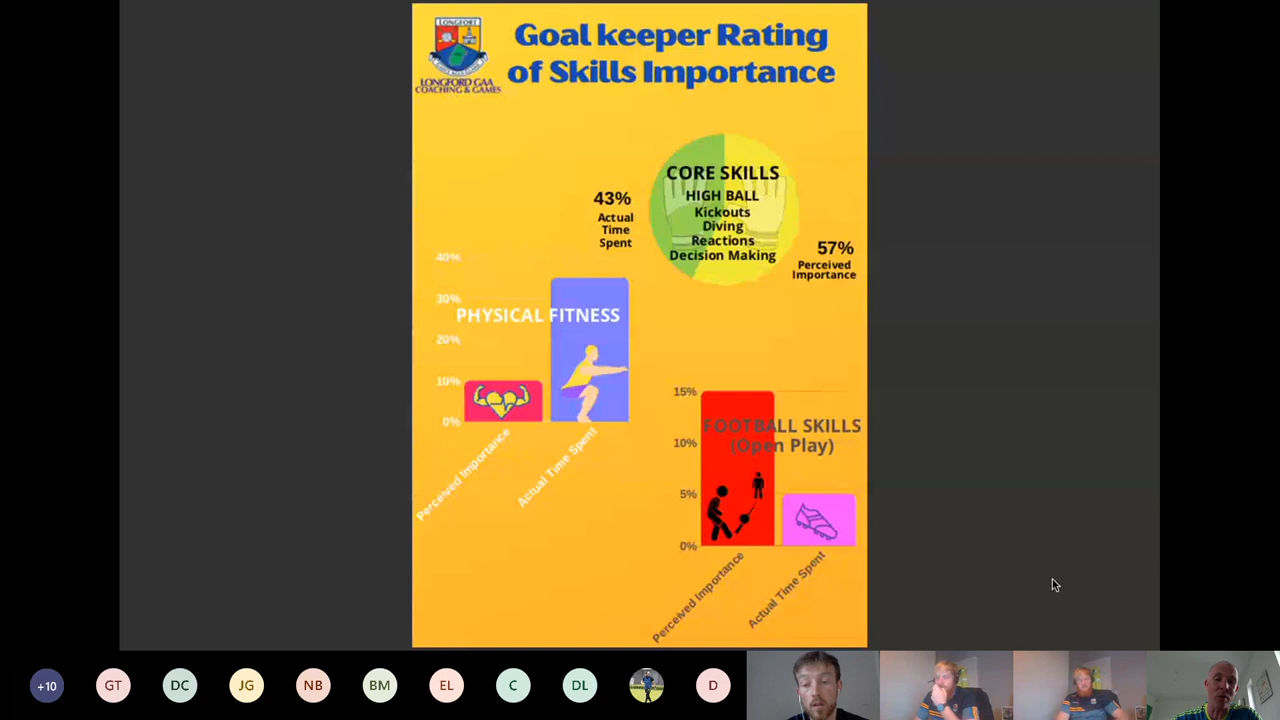 LONGFORT
LONGFORD GAA
COACHING & GAMES
Goal keeper Rating
of Skills Importance
CORE SKILLS
HIGH BALL
Kickouts
Diving
Reactions
Decision Making
43%
Actual
Time
Spent
57%
Perceived
Importance
40%
30%
20%
10%
0%
PHYSICAL FITNESS
Perceived Importance
Actual Time Spent
15%
10%
5%
0%
FOOTBALL SKILLS
(Open Play)
Perceived Importance
Actual Time Spent
+10
GT
DC
JG
NB
BM
EL
C
DL
D